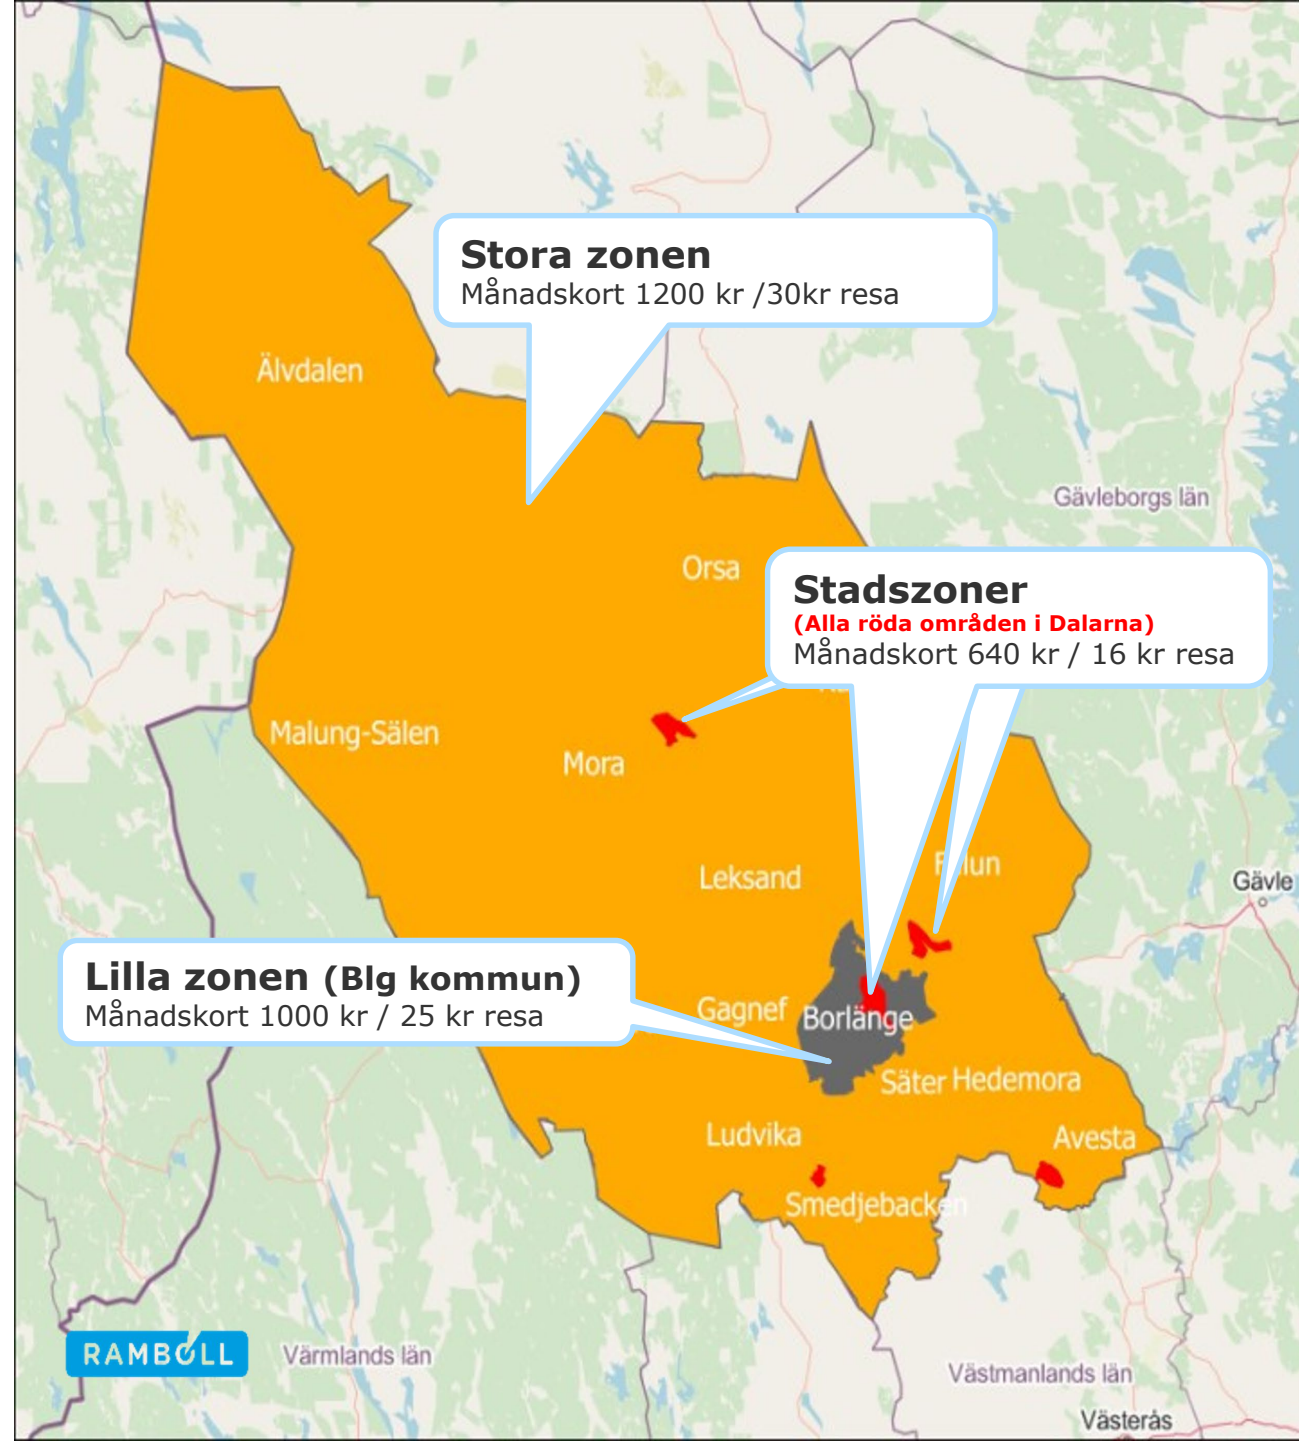 Stora zonen
Månadskort 1200 kr /30kr resa
Älvdalen
Gävleborgs län
Orsa
Stadszoner
(Alla röda områden i Dalarna)
Månadskort 640 kr / 16 kr resa
Malung-Sälen
Mora
Leksand
Gävle
Lilla zonen (Blg kommun)
Månadskort 1000 kr / 25 kr resa
Gagnef
Borlänge
Säter
Hedemora
Ludvika
Avesta
Smedjebacken
RAMBOLL
Värmlands län
Västmanlands län
Västerås